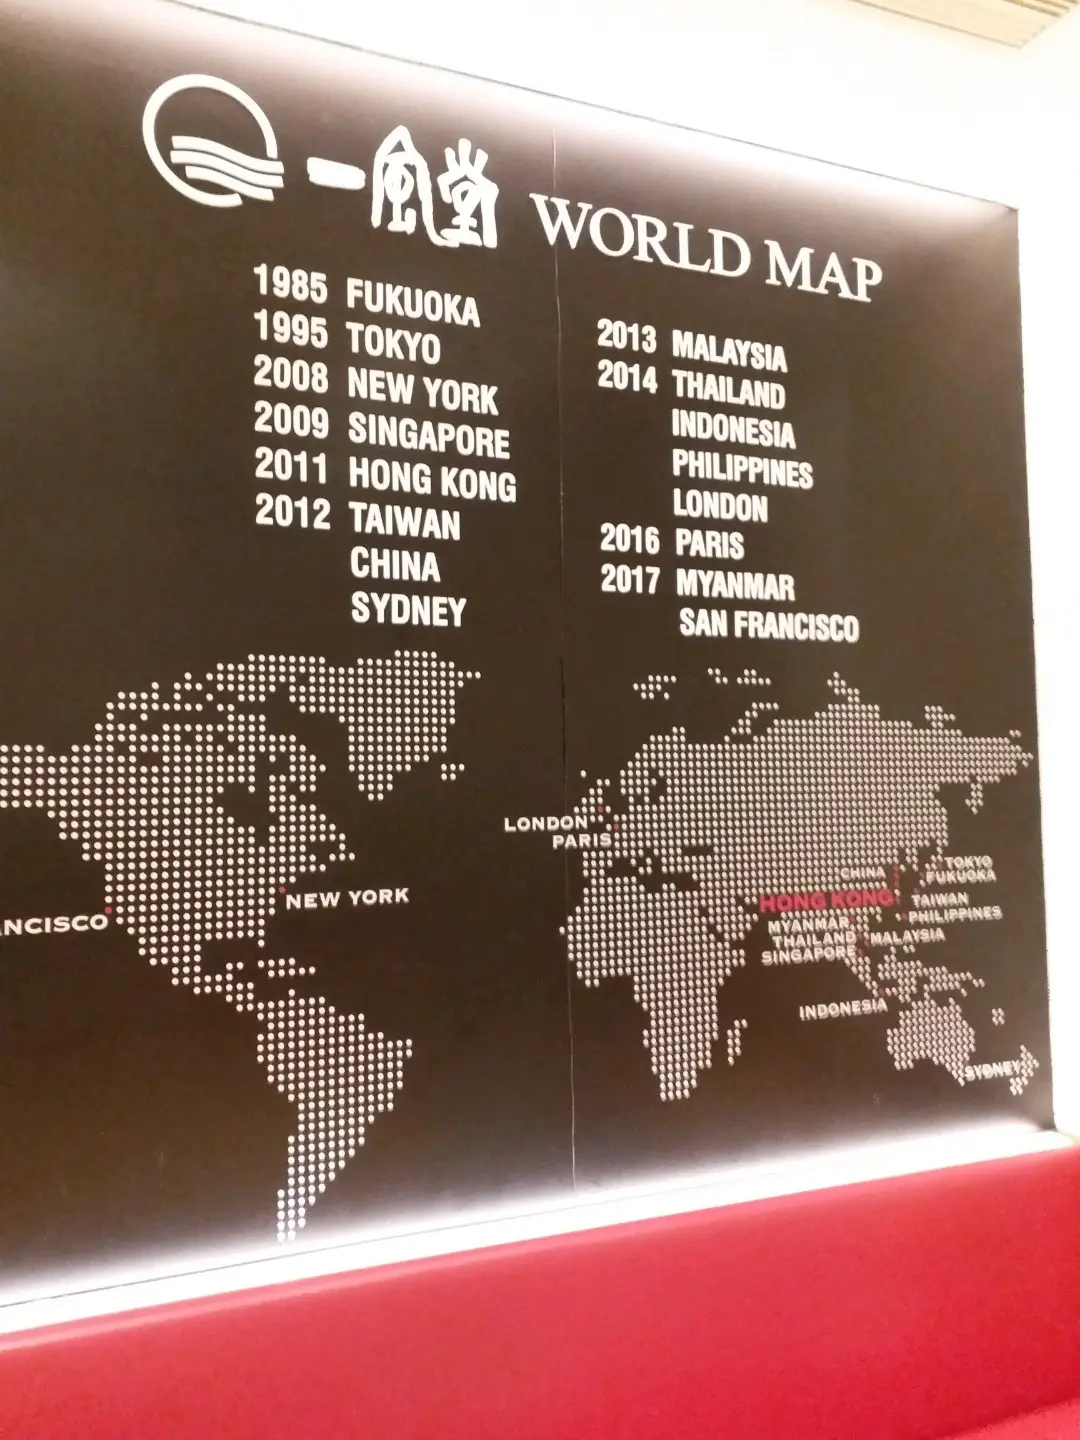 一風堂 WORLD MAP
1985 FUKUOKA
1995 TOKYO
2008 NEW YORK
2009 SINGAPORE
2011 HONG KONG
2012 TAIWAN
CHINA
SYDNEY
2013 MALAYSIA
2014 THAILAND
INDONESIA
PHILIPPINES
LONDON
2016 PARIS
2017 MYANMAR
SAN FRANCISCO
LONDON
PARIS
NEW YORK
NCISCO
CHINA
TOKYO
FUKUOKA
HONG KONG
TAIWAN
PHILIPPINES
MYANMAR
THAILAND
MALAYSIA
SINGAPORE
INDONESIA
SYDNEY